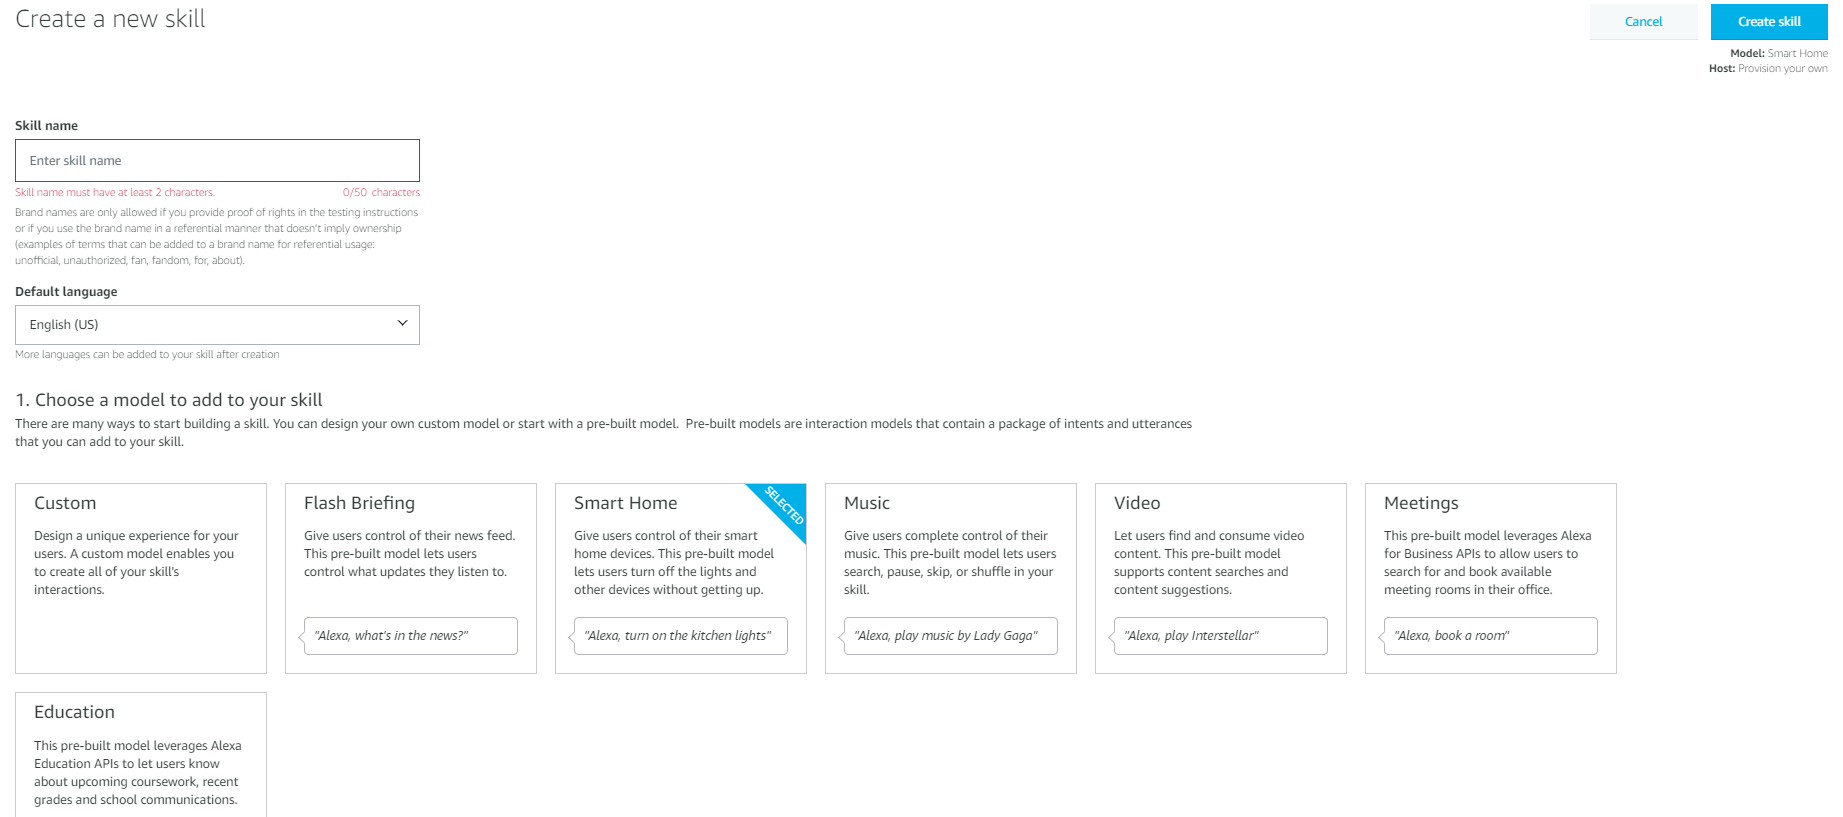 Create a new skill
Cancel
Create skill
Model: Smart Home
Host: Provision your own
Skill name
Enter skill name
Skill name must have at least 2 characters.
0/50 characters
Brand names are only allowed if you provide proof of rights in the testing instructions
or if you use the brand name in a referential manner that doesn't imply ownership
(examples of terms that can be added to a brand name for referential usage:
unofficial, unauthorized, fan, fandom, for, about).
Default language
English (US)
More languages can be added to your skill after creation
1. Choose a model to add to your skill
There are many ways to start building a skill. You can design your own custom model or start with a pre-built model.  Pre-built models are interaction models that contain a package of intents and utterances
that you can add to your skill.
Custom
Design a unique experience for your
users. A custom model enables you
to create all of your skill's
interactions.
Flash Briefing
Give users control of their news feed.
This pre-built model lets users
control what updates they listen to.
"Alexa, what's in the news?"
Smart Home
SELECTED
Give users control of their smart
home devices. This pre-built model
lets users turn off the lights and
other devices without getting up.
"Alexa, turn on the kitchen lights"
Music
Give users complete control of their
music. This pre-built model lets users
search, pause, skip, or shuffle in your
skill.
"Alexa, play music by Lady Gaga"
Video
Let users find and consume video
content. This pre-built model
supports content searches and
content suggestions.
"Alexa, play Interstellar"
Meetings
This pre-built model leverages Alexa
for Business APIs to allow users to
search for and book available
meeting rooms in their office.
"Alexa, book a room"
Education
This pre-built model leverages Alexa
Education APIs to let users know
about upcoming coursework, recent
grades and school communications.